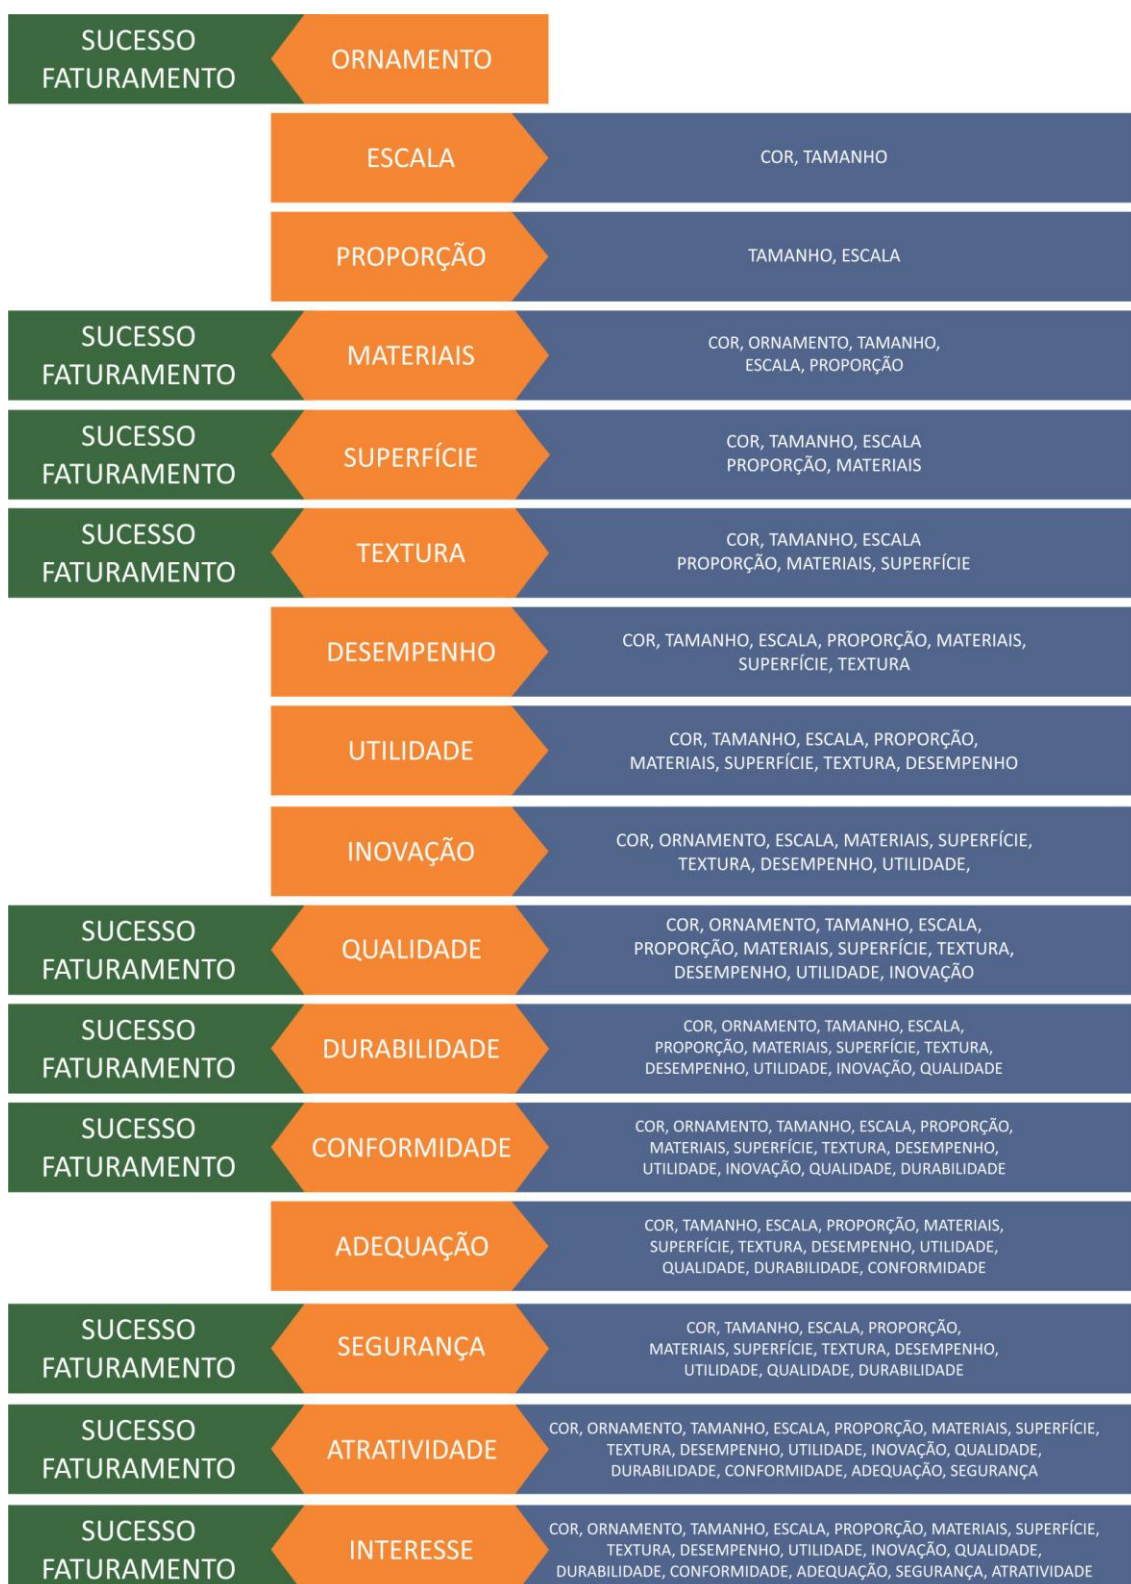 SUCESSO
FATURAMENTO
ORNAMENTO
ESCALA
COR, TAMANHO
PROPORÇÃO
TAMANHO, ESCALA
SUCESSO
FATURAMENTO
MATERIAIS
COR, ORNAMENTO, TAMANHO,
ESCALA, PROPORÇÃO
SUCESSO
FATURAMENTO
SUPERFÍCIE
COR, TAMANHO, ESCALA
PROPORÇÃO, MATERIAIS
SUCESSO
FATURAMENTO
TEXTURA
COR, TAMANHO, ESCALA
PROPORÇÃO, MATERIAIS, SUPERFÍCIE
DESEMPENHO
COR, TAMANHO, ESCALA, PROPORÇÃO, MATERIAIS,
SUPERFÍCIE, TEXTURA
UTILIDADE
COR, TAMANHO, ESCALA, PROPORÇÃO,
MATERIAIS, SUPERFÍCIE, TEXTURA, DESEMPENHO
INOVAÇÃO
COR, ORNAMENTO, ESCALA, MATERIAIS, SUPERFÍCIE,
TEXTURA, DESEMPENHO, UTILIDADE,
SUCESSO
FATURAMENTO
QUALIDADE
COR, ORNAMENTO, TAMANHO, ESCALA,
PROPORÇÃO, MATERIAIS, SUPERFÍCIE, TEXTURA,
DESEMPENHO, UTILIDADE, INOVAÇÃO
SUCESSO
FATURAMENTO
DURABILIDADE
COR, ORNAMENTO, TAMANHO, ESCALA,
PROPORÇÃO, MATERIAIS, SUPERFÍCIE, TEXTURA,
DESEMPENHO, UTILIDADE, INOVAÇÃO, QUALIDADE
SUCESSO
FATURAMENTO
CONFORMIDADE
COR, ORNAMENTO, TAMANHO, ESCALA, PROPORÇÃO,
MATERIAIS, SUPERFÍCIE, TEXTURA, DESEMPENHO,
UTILIDADE, INOVAÇÃO, QUALIDADE, DURABILIDADE
ADEQUAÇÃO
COR, TAMANHO, ESCALA, PROPORÇÃO, MATERIAIS,
SUPERFÍCIE, TEXTURA, DESEMPENHO, UTILIDADE,
QUALIDADE, DURABILIDADE, CONFORMIDADE
SUCESSO
FATURAMENTO
SEGURANÇA
COR, TAMANHO, ESCALA, PROPORÇÃO,
MATERIAIS, SUPERFÍCIE, TEXTURA, DESEMPENHO,
UTILIDADE, QUALIDADE, DURABILIDADE
SUCESSO
FATURAMENTO
ATRATIVIDADE
COR, ORNAMENTO, TAMANHO, ESCALA, PROPORÇÃO, MATERIAIS, SUPERFÍCIE,
TEXTURA, DESEMPENHO, UTILIDADE, INOVAÇÃO, QUALIDADE,
DURABILIDADE, CONFORMIDADE, ADEQUAÇÃO, SEGURANÇA
SUCESSO
FATURAMENTO
INTERESSE
COR, ORNAMENTO, TAMANHO, ESCALA, PROPORÇÃO, MATERIAIS, SUPERFÍCIE,
TEXTURA, DESEMPENHO, UTILIDADE, INOVAÇÃO, QUALIDADE,
DURABILIDADE, CONFORMIDADE, ADEQUAÇÃO, SEGURANÇA, ATRATIVIDADE